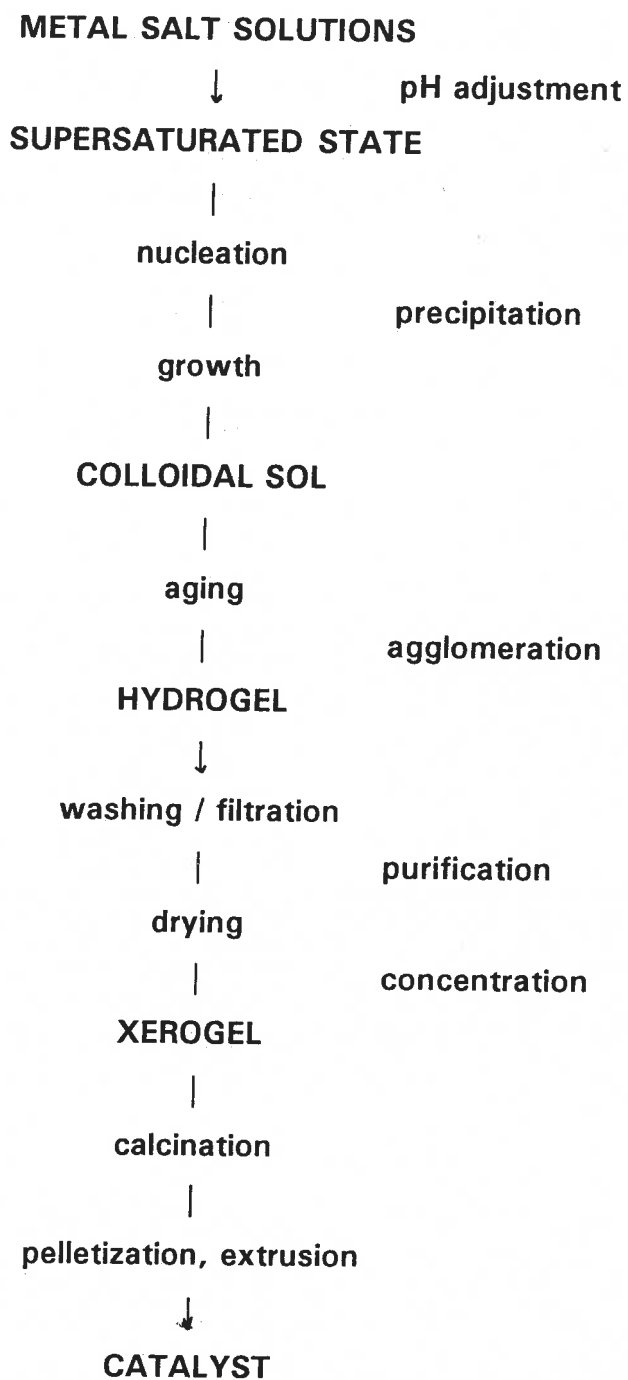 METAL SALT SOLUTIONS
pH adjustment
SUPERSATURATED STATE
nucleation
precipitation
growth
COLLOIDAL SOL
aging
agglomeration
HYDROGEL
washing / filtration
purification
drying
concentration
XEROGEL
calcination
pelletization, extrusion
CATALYST